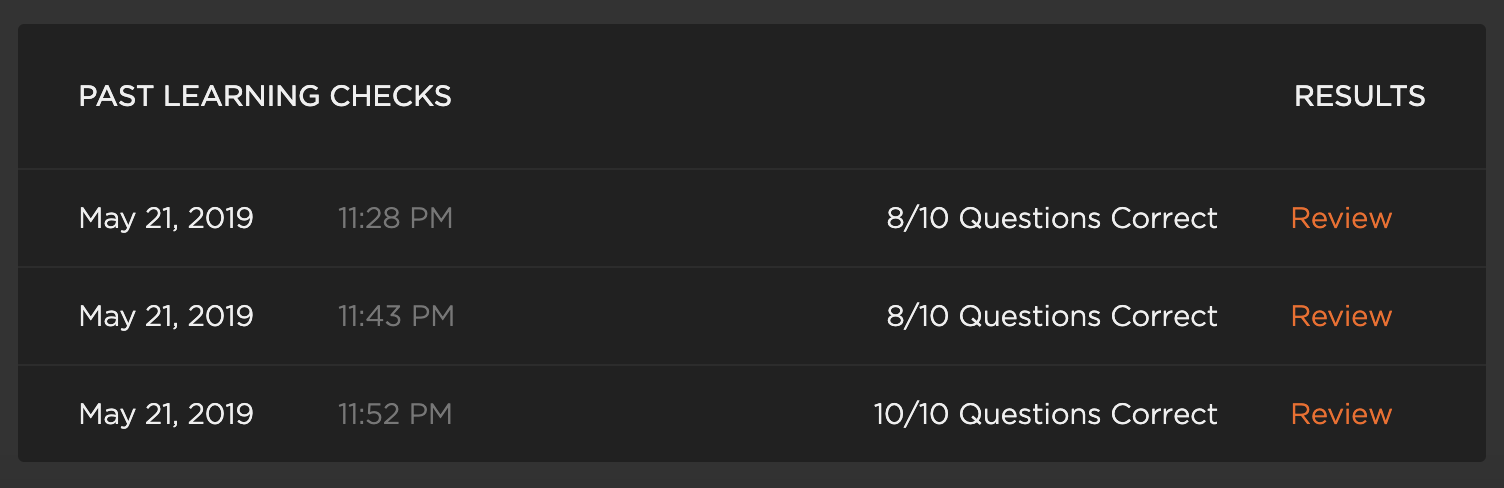 PAST LEARNING CHECKS RESULTS
May 21, 2019 11:28 PM 8/10 Questions Correct Review
May 21, 2019 11:43 PM 8/10 Questions Correct Review
May 21, 2019 11:52 PM 10/10 Questions Correct Review